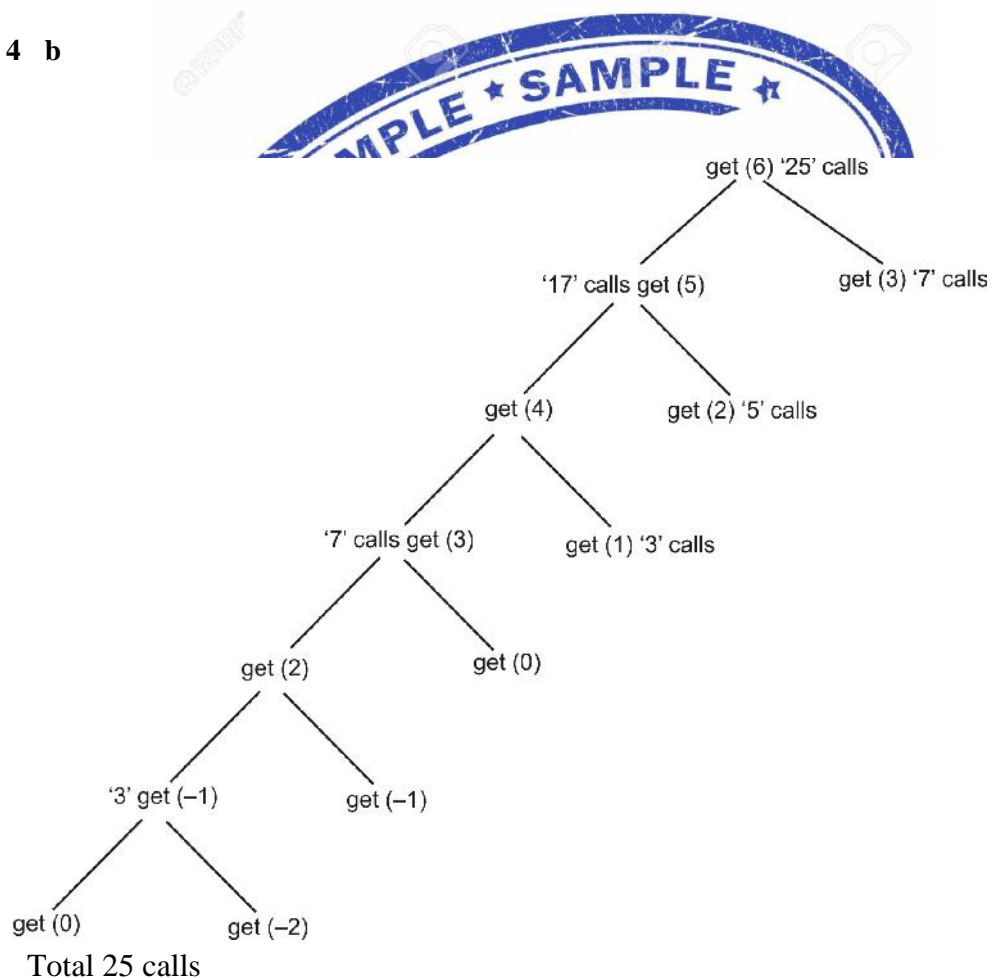 4 b
MPLE ★ SAMPLE ★
get (6) ‘25’ calls
‘17’ calls get (5)
get (3) ‘7’ calls
get (4)
get (2) ‘5’ calls
‘7’ calls get (3)
get (1) ‘3’ calls
get (2)
get (0)
‘3’ get (–1)
get (–1)
get (0)
get (–2)
Total 25 calls